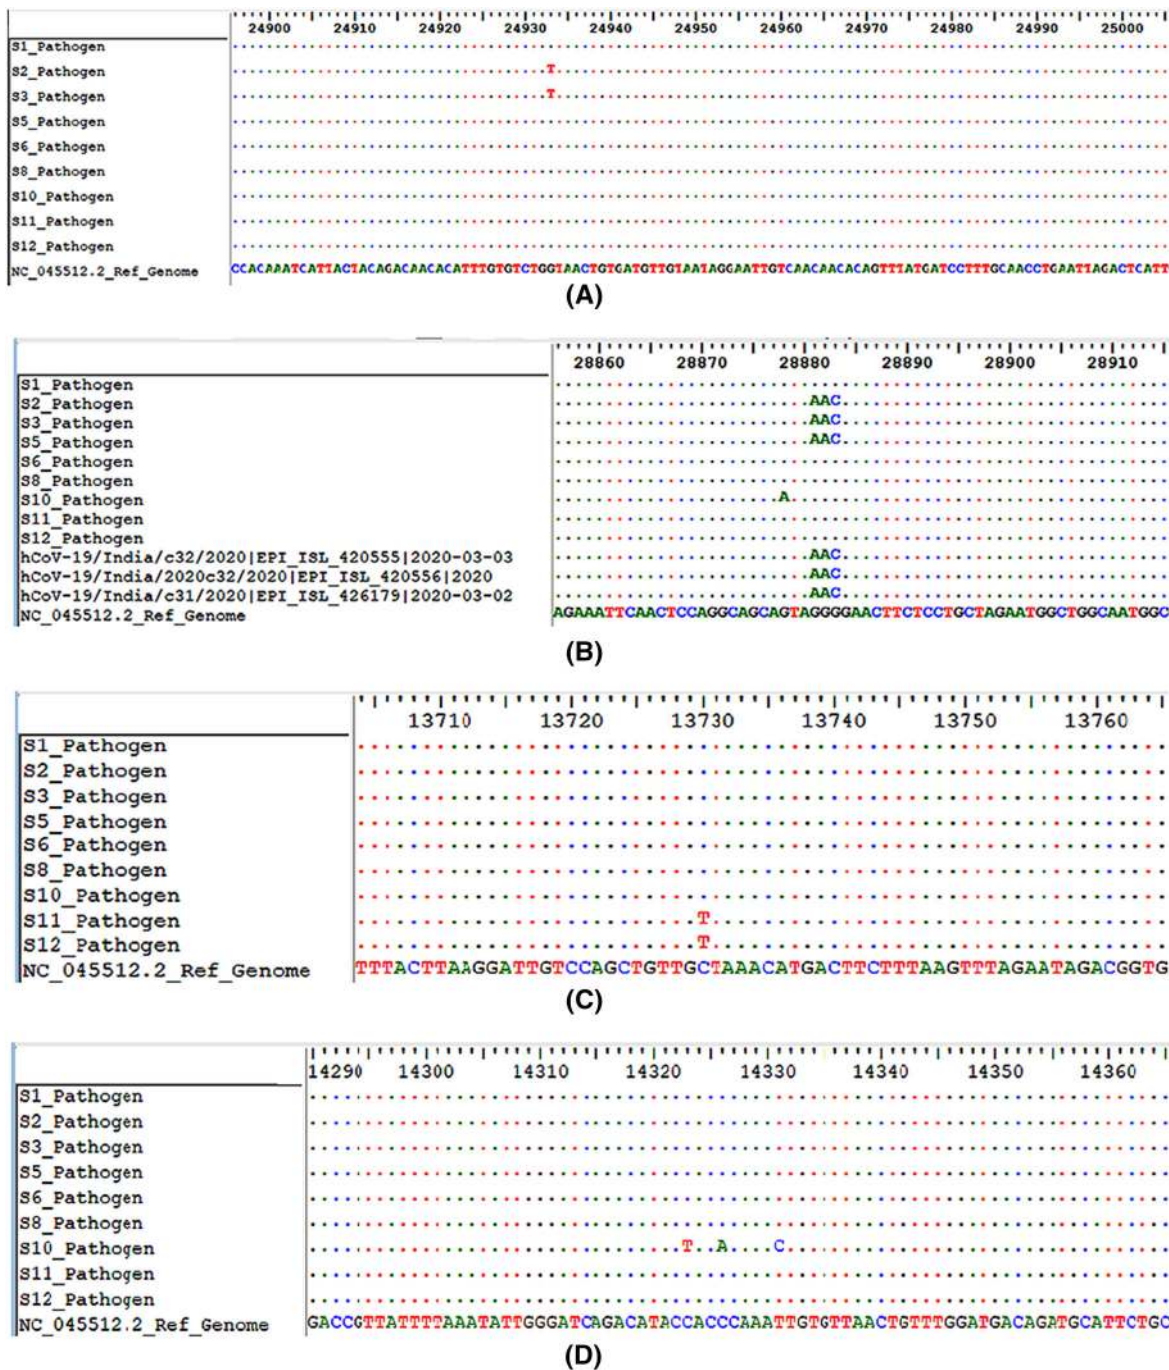 24900 24910 24920 24930 24940 24950 24960 24970 24980 24990 25000
S1_Pathogen
S2_Pathogen T
S3_Pathogen T
S5_Pathogen
S6_Pathogen
S8_Pathogen
S10_Pathogen
S11_Pathogen
S12_Pathogen
NC_045512.2_Ref_Genome CCACAAATCATTACTACAGACAACACATTTGTGTCTGGTAACTGTGATGTTGTAATAGGAATTGTCAACAACACAGTTTATGATCCTTTGCAACCTGAATTAGACTCATT
(A)
28860 28870 28880 28890 28900 28910
S1_Pathogen
S2_Pathogen AAC
S3_Pathogen AAC
S5_Pathogen AAC
S6_Pathogen
S8_Pathogen
S10_Pathogen A
S11_Pathogen
S12_Pathogen
hCoV-19/India/c32/2020|EPI_ISL_420555|2020-03-03 AAC
hCoV-19/India/2020c32/2020|EPI_ISL_420556|2020 AAC
hCoV-19/India/c31/2020|EPI_ISL_426179|2020-03-02 AAC
NC_045512.2_Ref_Genome AGAAATTCAACTCCAGGCAGCAGTAGGGGAACTTCTCCTGCTAGAATGGCTGGCAATGGC
(B)
13710 13720 13730 13740 13750 13760
S1_Pathogen
S2_Pathogen
S3_Pathogen
S5_Pathogen
S6_Pathogen
S8_Pathogen
S10_Pathogen
S11_Pathogen T
S12_Pathogen T
NC_045512.2_Ref_Genome TTTACTTAAGGATTGTCCAGCTGTTGCTAAACATGACTTCTTTAAGTTTAGAATAGACGGTG
(C)
14290 14300 14310 14320 14330 14340 14350 14360
S1_Pathogen
S2_Pathogen
S3_Pathogen
S5_Pathogen
S6_Pathogen
S8_Pathogen
S10_Pathogen T A C
S11_Pathogen
S12_Pathogen
NC_045512.2_Ref_Genome GACCGTTATTTTAAATATTGGGATCAGACATACCACCCAAATTGTGTTAACTGTTTGGATGACAGATGCATTCTGC
(D)